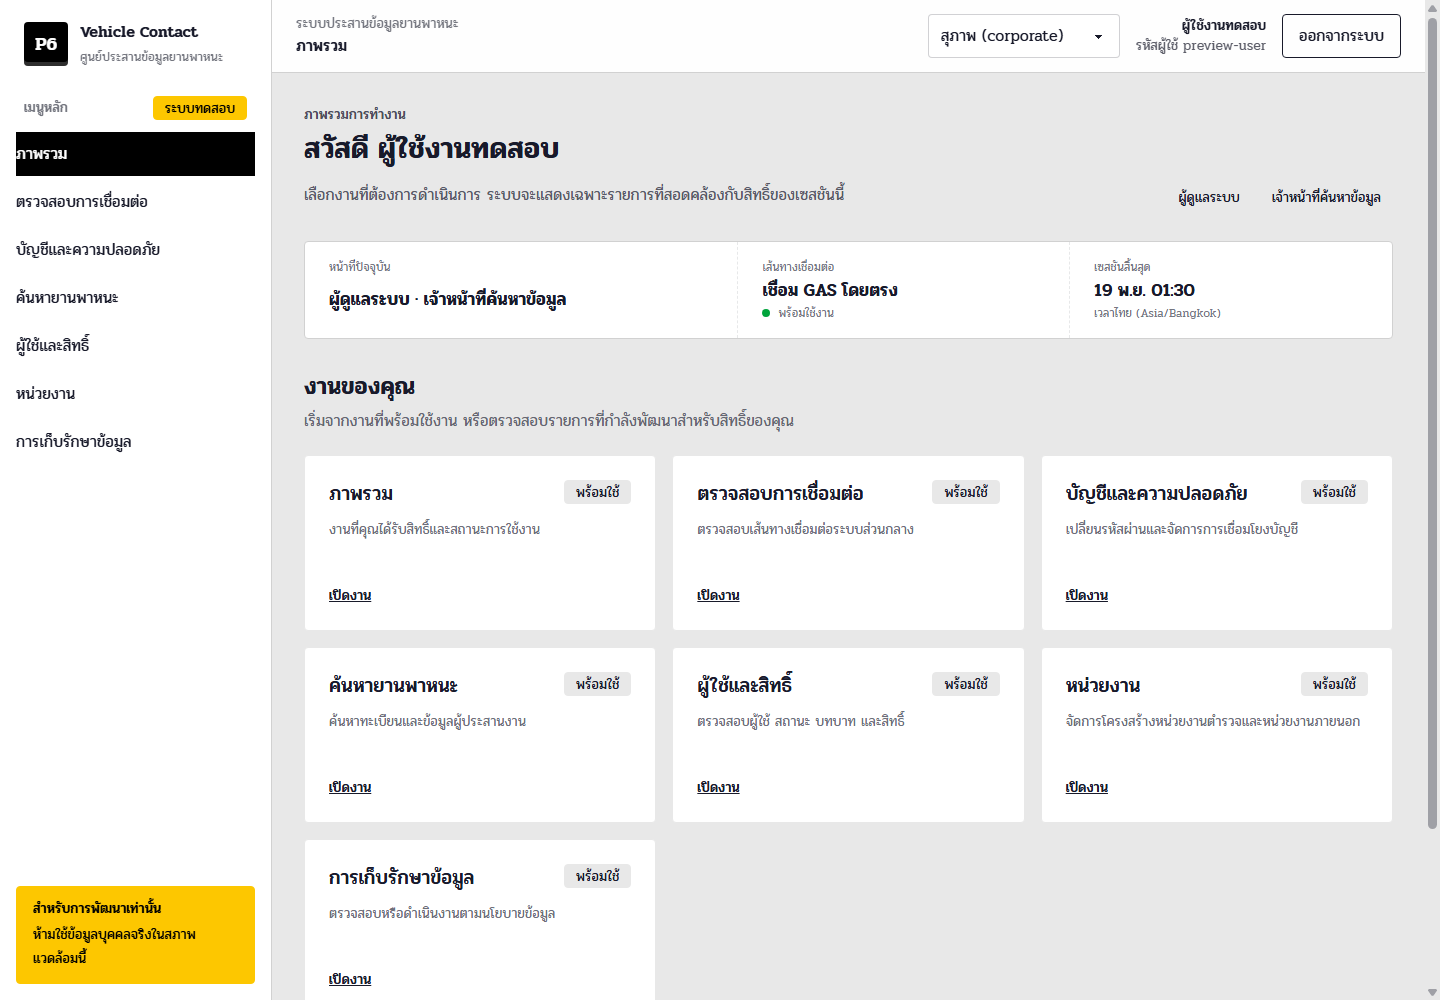 P6
Vehicle Contact
ศูนย์ประสานข้อมูลยานพาหนะ
เมนูหลัก
ระบบทดสอบ
ภาพรวม
ตรวจสอบการเชื่อมต่อ
บัญชีและความปลอดภัย
ค้นหายานพาหนะ
ผู้ใช้และสิทธิ์
หน่วยงาน
การเก็บรักษาข้อมูล
สำหรับการพัฒนาเท่านั้น
ห้ามใช้ข้อมูลบุคคลจริงในสภาพ
แวดล้อมนี้
ระบบประสานข้อมูลยานพาหนะ
ภาพรวม
สุภาพ (corporate)
ผู้ใช้งานทดสอบ
รหัสผู้ใช้ preview-user
ออกจากระบบ
ภาพรวมการทำงาน
สวัสดี ผู้ใช้งานทดสอบ
เลือกงานที่ต้องการดำเนินการ ระบบจะแสดงเฉพาะรายการที่สอดคล้องกับสิทธิ์ของเซสชันนี้
ผู้ดูแลระบบ
เจ้าหน้าที่ค้นหาข้อมูล
หน้าที่ปัจจุบัน
ผู้ดูแลระบบ · เจ้าหน้าที่ค้นหาข้อมูล
เส้นทางเชื่อมต่อ
เชื่อม GAS โดยตรง
พร้อมใช้งาน
เซสชันสิ้นสุด
19 พ.ย. 01:30
เวลาไทย (Asia/Bangkok)
งานของคุณ
เริ่มจากงานที่พร้อมใช้งาน หรือตรวจสอบรายการที่กำลังพัฒนาสำหรับสิทธิ์ของคุณ
ภาพรวม
พร้อมใช้
งานที่คุณได้รับสิทธิ์และสถานะการใช้งาน
เปิดงาน
ตรวจสอบการเชื่อมต่อ
พร้อมใช้
ตรวจสอบเส้นทางเชื่อมต่อระบบส่วนกลาง
เปิดงาน
บัญชีและความปลอดภัย
พร้อมใช้
เปลี่ยนรหัสผ่านและจัดการการเชื่อมโยงบัญชี
เปิดงาน
ค้นหายานพาหนะ
พร้อมใช้
ค้นหาทะเบียนและข้อมูลผู้ประสานงาน
เปิดงาน
ผู้ใช้และสิทธิ์
พร้อมใช้
ตรวจสอบผู้ใช้ สถานะ บทบาท และสิทธิ์
เปิดงาน
หน่วยงาน
พร้อมใช้
จัดการโครงสร้างหน่วยงานตำรวจและหน่วยงานภายนอก
เปิดงาน
การเก็บรักษาข้อมูล
พร้อมใช้
ตรวจสอบหรือดำเนินงานตามนโยบายข้อมูล
เปิดงาน